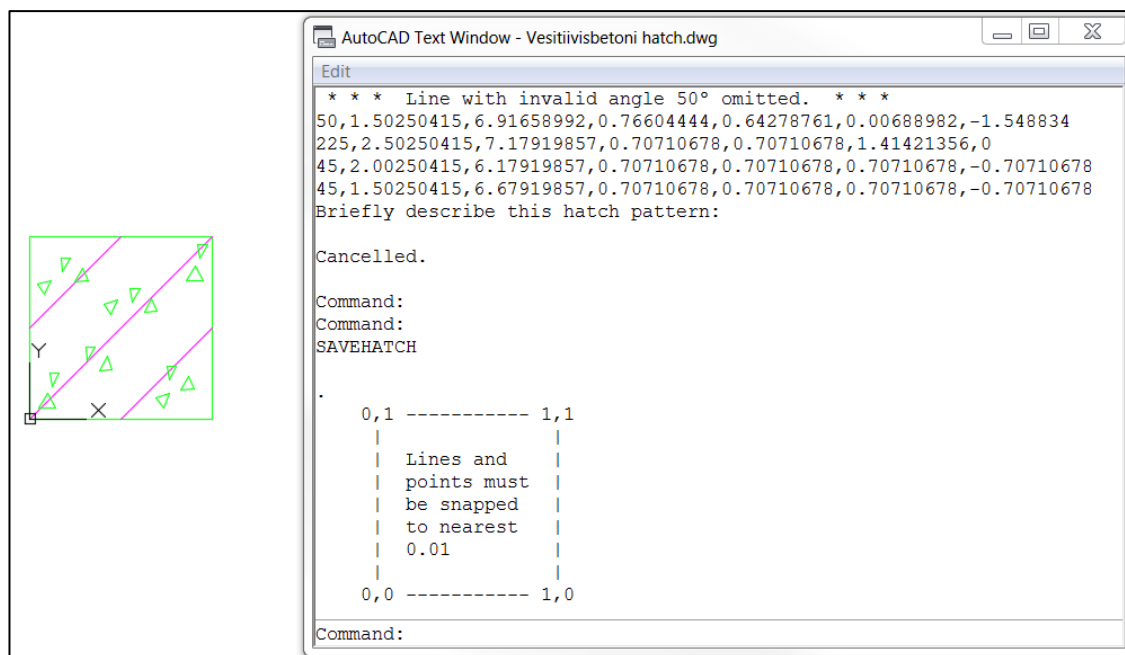 AutoCAD Text Window - Vesitiivisbetoni hatch.dwg
Edit
* * *  Line with invalid angle 50° omitted.  * * *
50,1.50250415,6.91658992,0.76604444,0.64278761,0.00688982,-1.548834
225,2.50250415,7.17919857,0.70710678,0.70710678,1.41421356,0
45,2.00250415,6.17919857,0.70710678,0.70710678,0.70710678,-0.70710678
45,1.50250415,6.67919857,0.70710678,0.70710678,0.70710678,-0.70710678
Briefly describe this hatch pattern:
Cancelled.
Command:
Command:
SAVEHATCH
.
0,1 ----------- 1,1
|               |
|  Lines and    |
|  points must  |
|  be snapped   |
|  to nearest   |
|  0.01         |
|               |
0,0 ----------- 1,0
Command:
Y
X